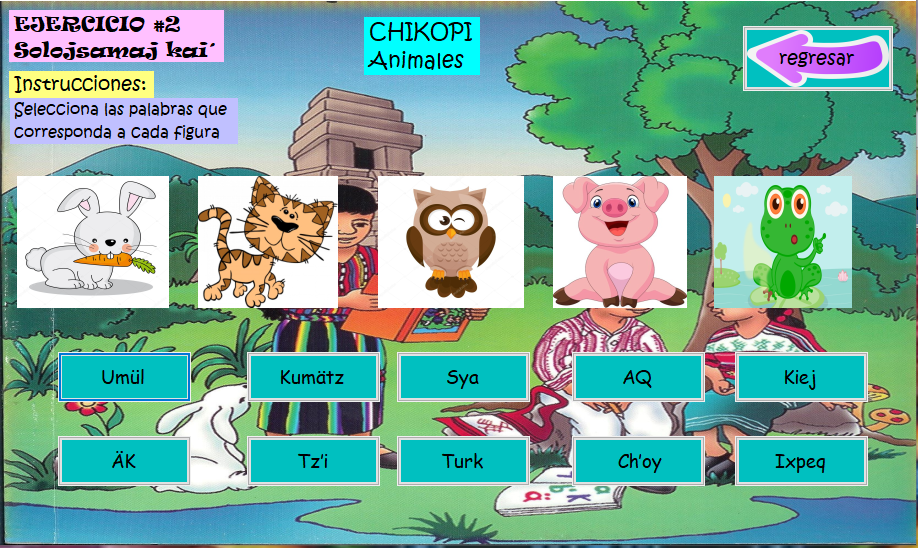 EJERCICIO #2
Solojsamaj kai´
CHIKOPI
Animales
regresar
Instrucciones:
Selecciona las palabras que
corresponda a cada figura
Umül
Kumätz
Sya
AQ
Kiej
ÄK
Tz'i
Turk
Ch'oy
Ixpeq